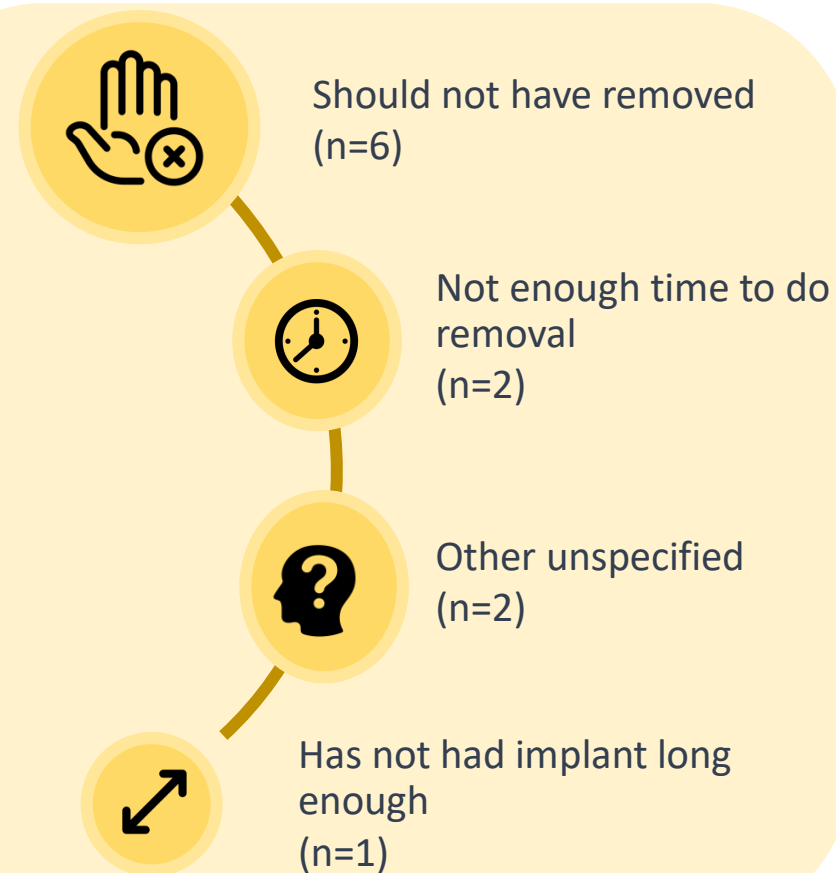 Should not have removed
(n=6)
Not enough time to do
removal
(n=2)
Other unspecified
(n=2)
Has not had implant long
enough
(n=1)